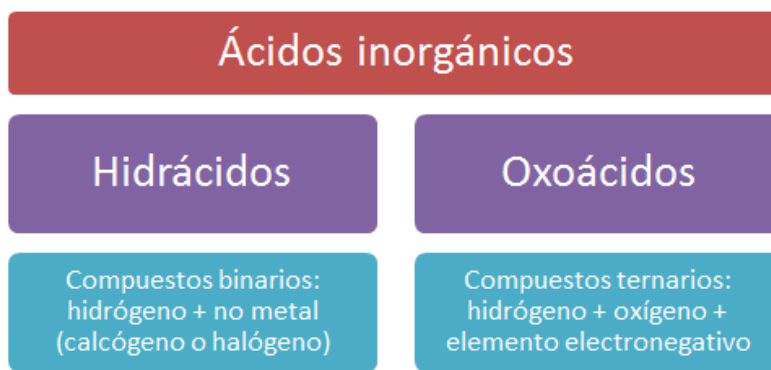 Ácidos inorgánicos
Hidrácidos
Oxoácidos
Compuestos binarios:
hidrógeno + no metal
(calcógeno o halógeno)
Compuestos ternarios:
hidrógeno + oxígeno +
elemento electronegativo